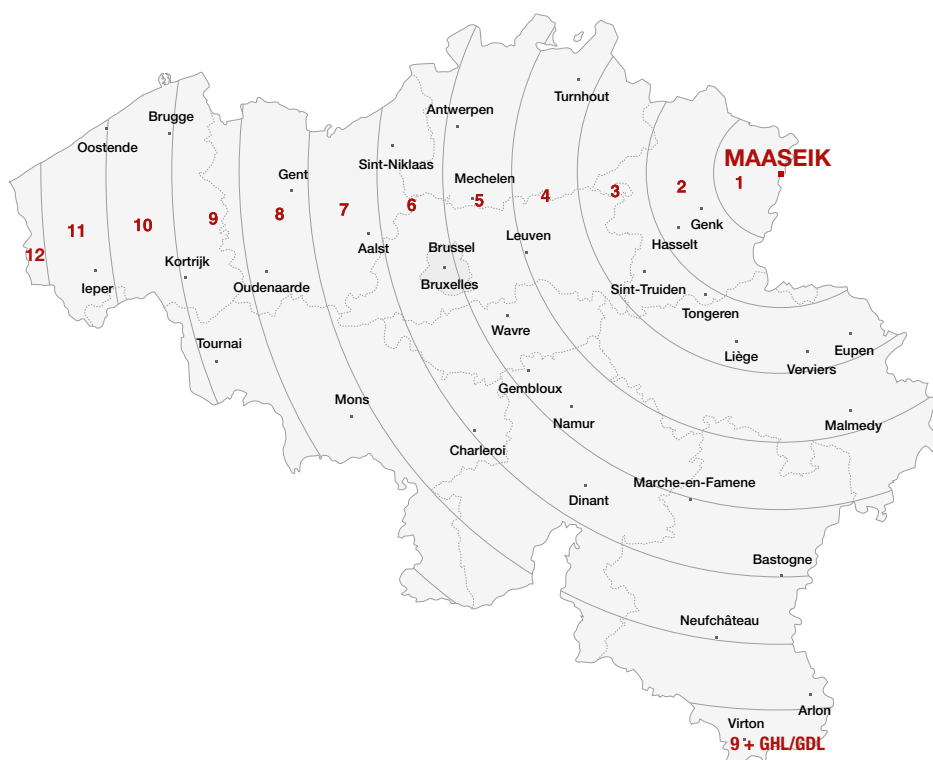 Turnhout
Antwerpen
Brugge
Oostende
MAASEIK
Sint-Niklaas
Gent
Mechelen
1
2
3
4
5
6
7
8
9
10
11
12
Genk
Hasselt
Leuven
Brussel
Aalst
Kortrijk
Bruxelles
Ieper
Oudenaarde
Sint-Truiden
Tongeren
Wavre
Tournai
Eupen
Liège
Verviers
Gembloux
Mons
Namur
Malmedy
Charleroi
Marche-en-Famene
Dinant
Bastogne
Neufchâteau
Arlon
Virton
9 + GHL/GDL